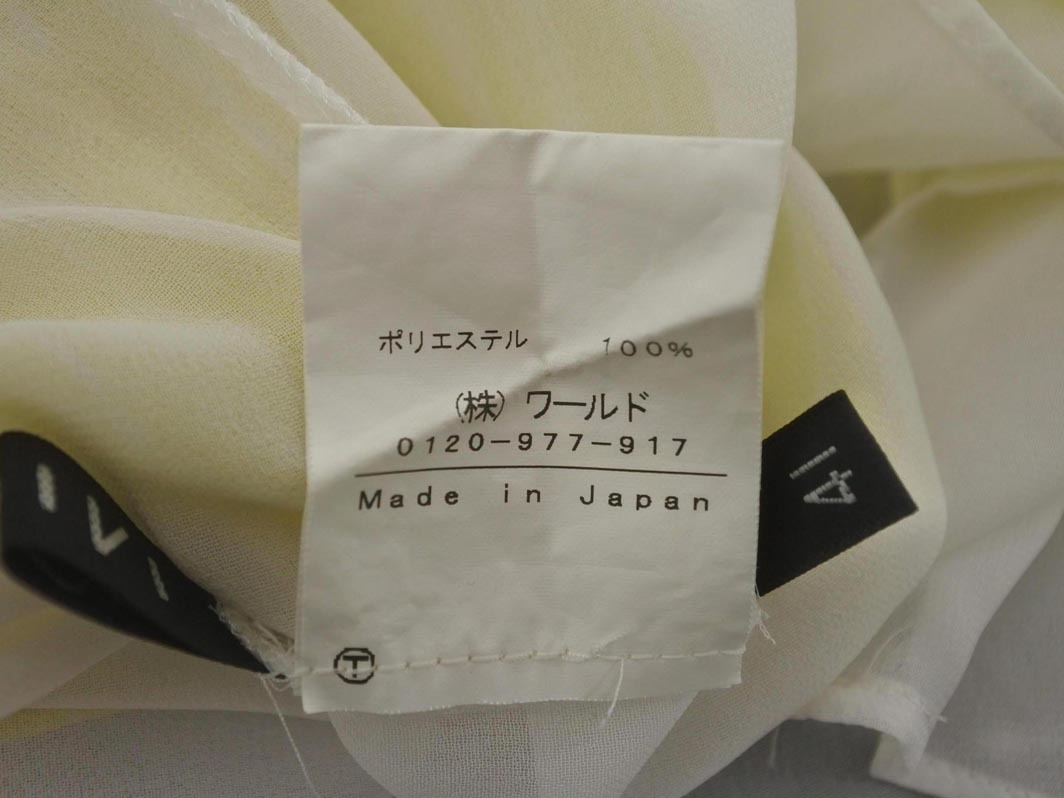 ポリエステル 100%
(株)ワールド
0120-977-917
Made in Japan
T